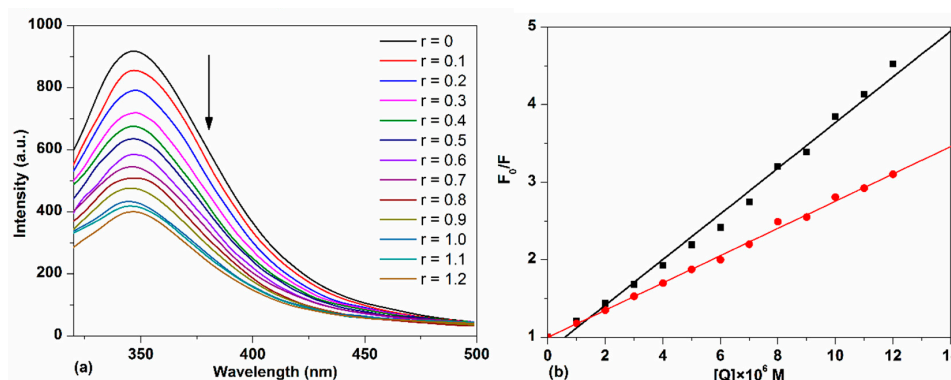 1000
800
600
400
200
0
Intensity (a.u.)
350
400
450
500
Wavelength (nm)
(a)
r = 0
r = 0.1
r = 0.2
r = 0.3
r = 0.4
r = 0.5
r = 0.6
r = 0.7
r = 0.8
r = 0.9
r = 1.0
r = 1.1
r = 1.2
5
4
3
2
1
F₀/F
0
2
4
6
8
10
12
[Q]×10⁶ M
(b)